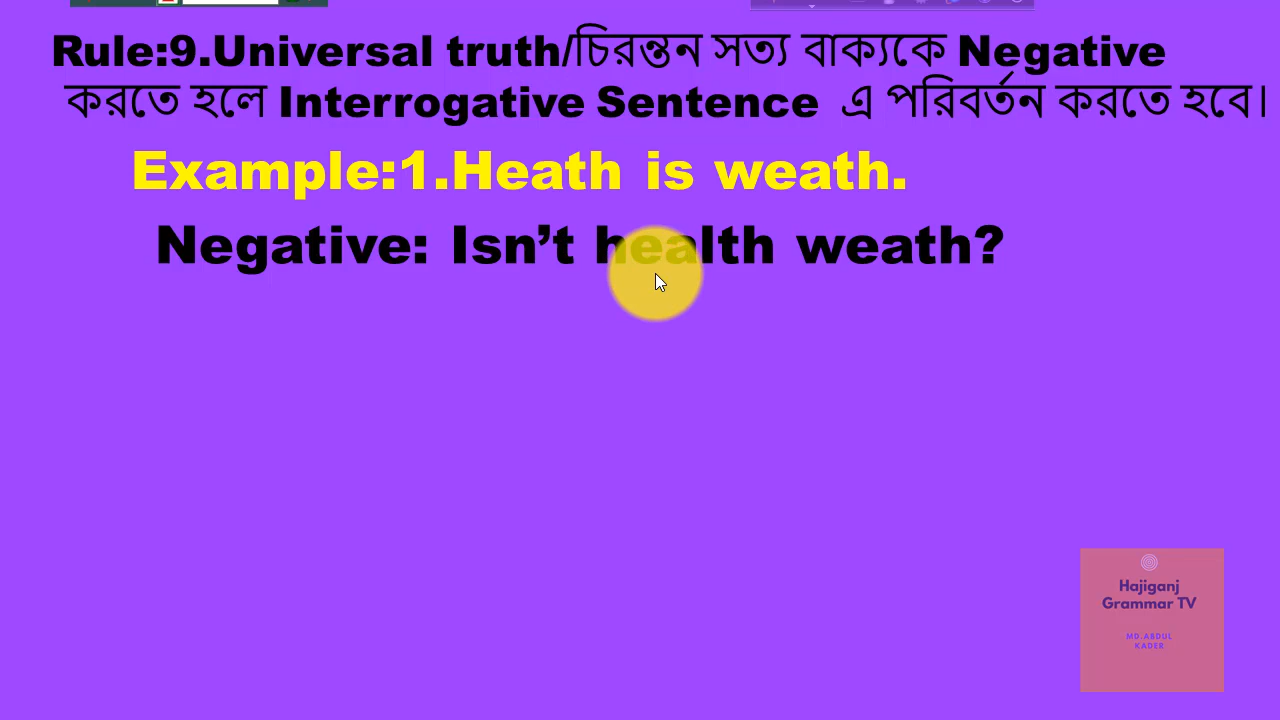 Rule:9.Universal truth/চিরন্তন সত্য বাক্যকে Negative
করতে হলে Interrogative Sentence এ পরিবর্তন করতে হবে।
Example:1.Heath is weath.
Negative: Isn’t health weath?
Hajiganj
Grammar TV
MD.ABDUL
KADER